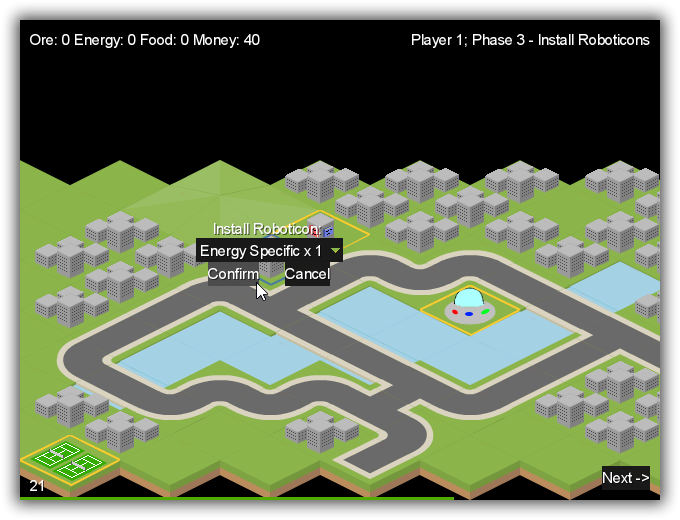 Ore: 0 Energy: 0 Food: 0 Money: 40
Player 1; Phase 3 - Install Roboticons
Install Roboticon:
Energy Specific x 1
Confirm Cancel
21
Next ->